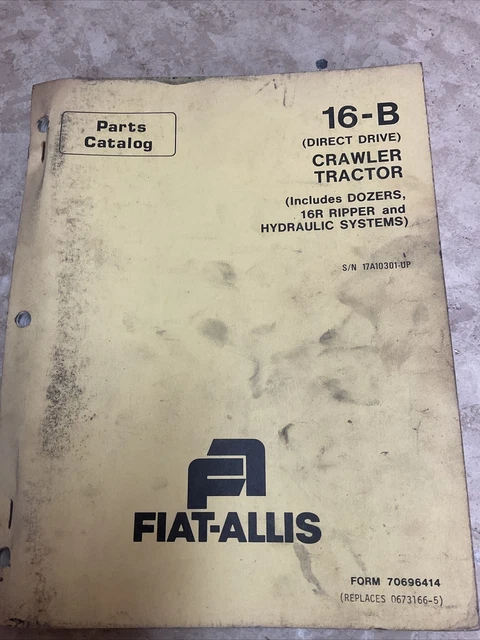 Parts
Catalog
16-B
(DIRECT DRIVE)
CRAWLER
TRACTOR
(Includes DOZERS,
16R RIPPER and
HYDRAULIC SYSTEMS)
S/N 17A10301-UP
FIAT-ALLIS
FORM 70696414
(REPLACES 0673166-5)